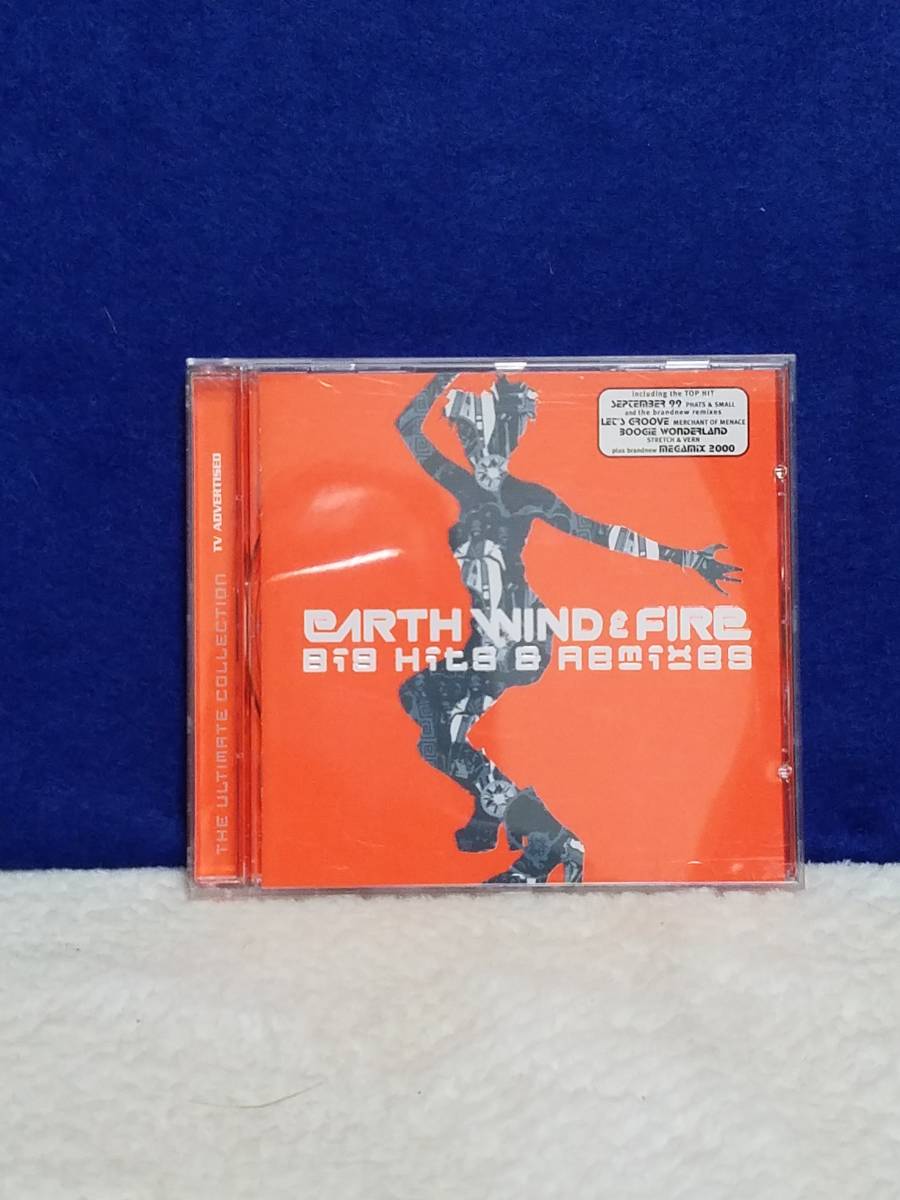 including the TOP HIT
SEPTEMBER 99 PHATS & SMALL
and the brandnew remixes
LET'S GROOVE MERCHANT OF MENACE
BOOGIE WONDERLAND
STRETCH & VERN
plus brandnew MEGAMIX 2000
EARTH WIND & FIRE
Big Hits & Remixes
THE ULTIMATE COLLECTION TV ADVERTISED